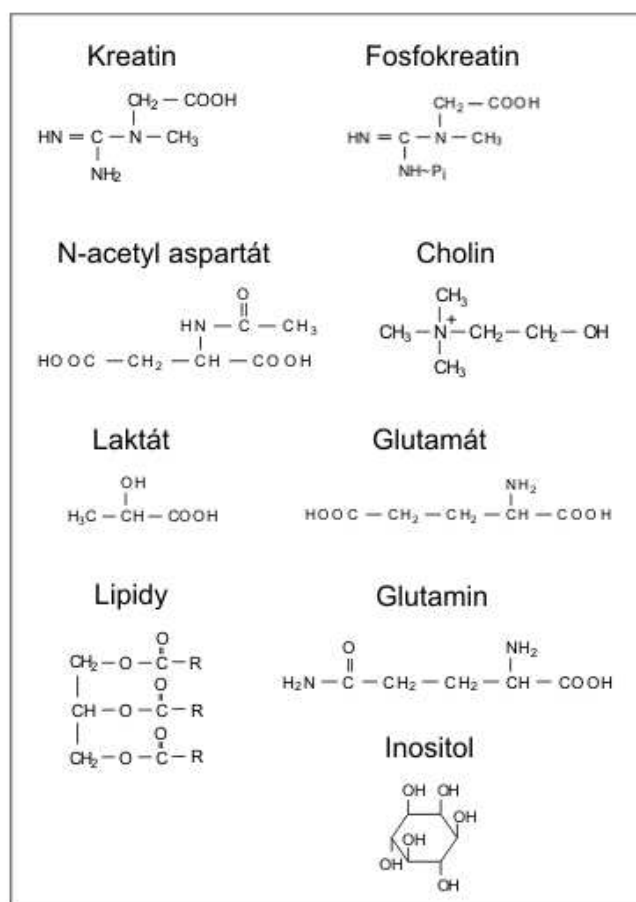 Kreatin
CH2 — COOH
HN = C — N — CH3
NH2
Fosfokreatin
CH2 — COOH
HN = C — N — CH3
NH~Pi
N-acetyl aspartát
O
HN — C — CH3
HOOC — CH2 — CH — COOH
Cholin
CH3
CH3—N—CH2—CH2—OH
+
CH3
Laktát
OH
H3C —CH—COOH
Glutamát
NH2
HOOC — CH2 — CH2 — CH — COOH
Lipidy
O
CH2—O—C—R
O
CH—O—C—R
O
CH2—O—C—R
Glutamin
O NH2
H2N — C — CH2 — CH2 — CH — COOH
Inositol
OH OH
OH
OH
OH OH
OH